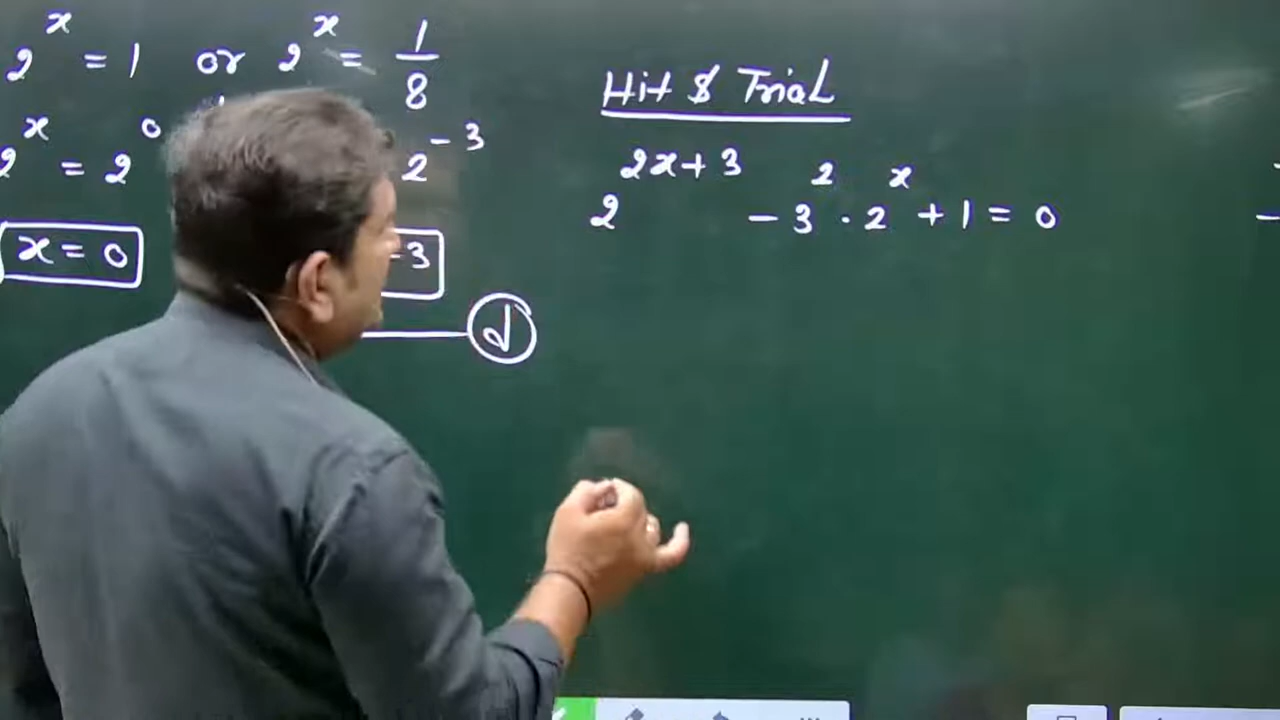 2^x = 1 or 2^x = 1/8
2^x = 2^0 2^-3
x = 0 -3
d
Hit & Trial
2^2x+3 - 3^2 · 2^x + 1 = 0